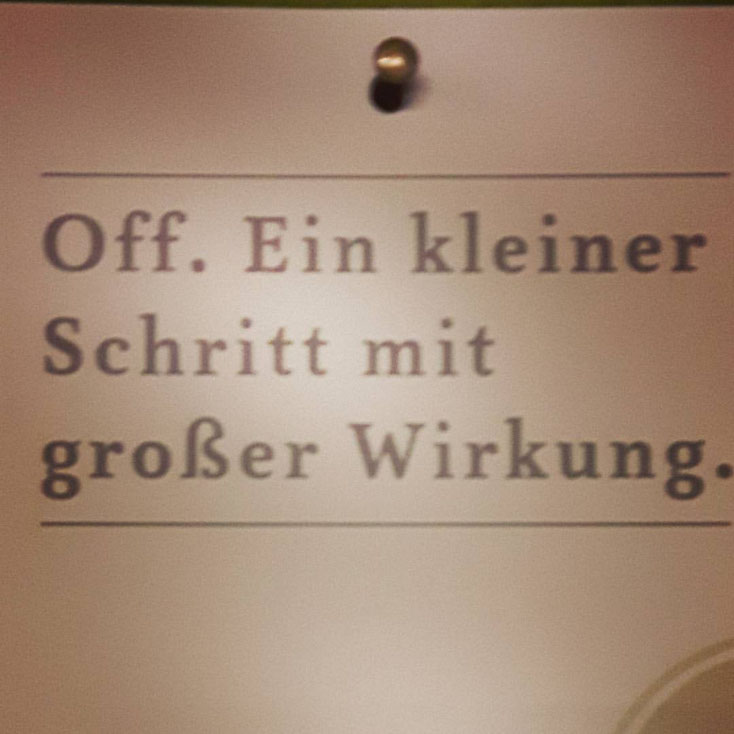 Off. Ein kleiner
Schritt mit
großer Wirkung.